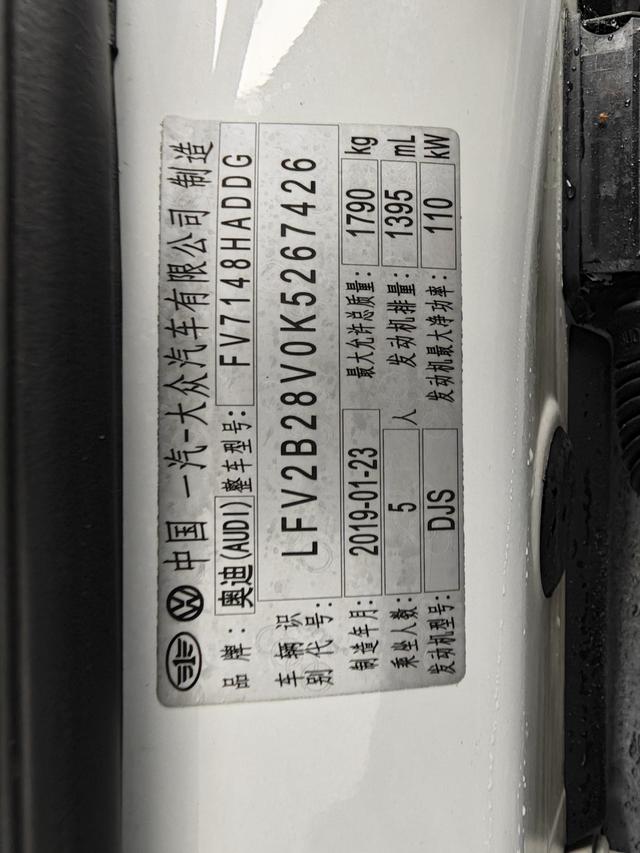 中国 一汽-大众汽车有限公司 制造
品牌: 奥迪(AUDI) 整车型号: FV7148HADDG
车辆识别代号: LFV2B28V0K5267426
制造年月: 2019-01-23 最大允许总质量: 1790 kg
乘坐人数: 5 人 发动机排量: 1395 mL
发动机型号: DJS 发动机最大净功率: 110 kW